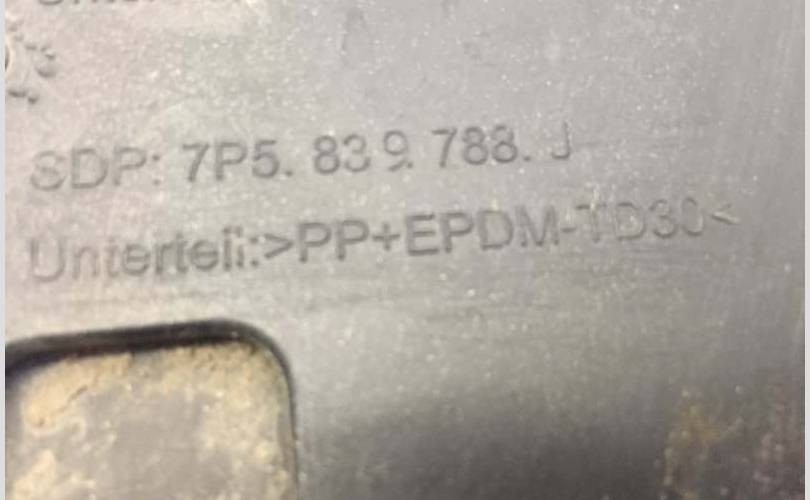 SDP: 7P5. 839. 788. J
Unterteil:>PP+EPDM-TD30<